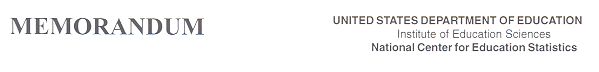 MEMORANDUM
UNITED STATES DEPARTMENT OF EDUCATION
Institute of Education Sciences
National Center for Education Statistics